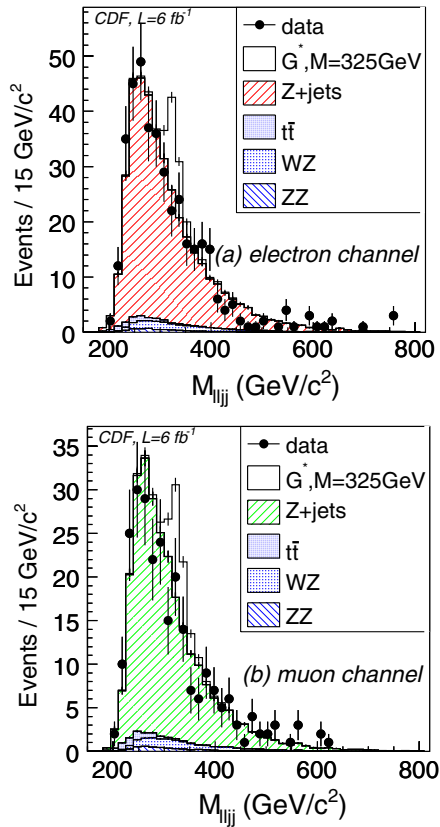 CDF, L=6 fb⁻¹
data
G*,M=325GeV
Z+jets
tt̄
WZ
ZZ
(a) electron channel
Events / 15 GeV/c²
50
40
30
20
10
0
200 400 600 800
M_lljj (GeV/c²)
CDF, L=6 fb⁻¹
data
G*,M=325GeV
Z+jets
tt̄
WZ
ZZ
(b) muon channel
Events / 15 GeV/c²
35
30
25
20
15
10
5
0
200 400 600 800
M_lljj (GeV/c²)